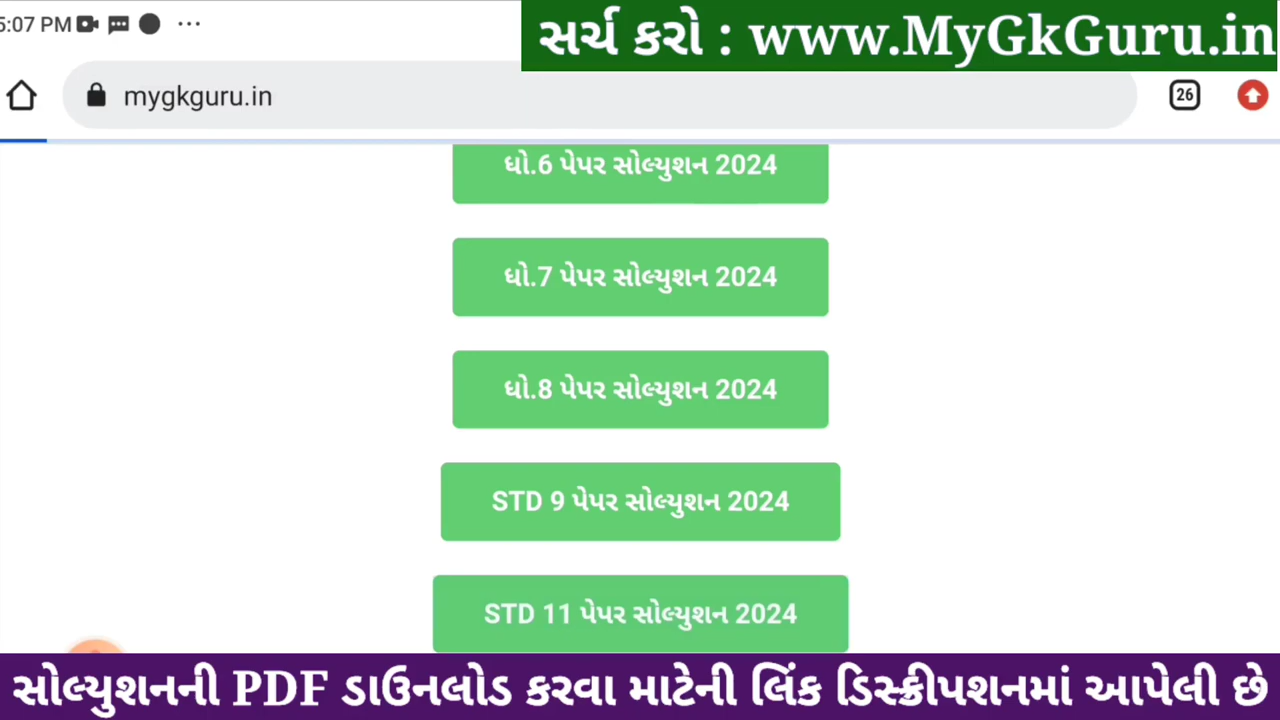 5:07 PM
સર્ચ કરો : www.MyGkGuru.in
mygkguru.in
26
ધો.6 પેપર સોલ્યુશન 2024
ધો.7 પેપર સોલ્યુશન 2024
ધો.8 પેપર સોલ્યુશન 2024
STD 9 પેપર સોલ્યુશન 2024
STD 11 પેપર સોલ્યુશન 2024
સોલ્યુશનની PDF ડાઉનલોડ કરવા માટેની લિંક ડિસ્ક્રીપશનમાં આપેલી છે